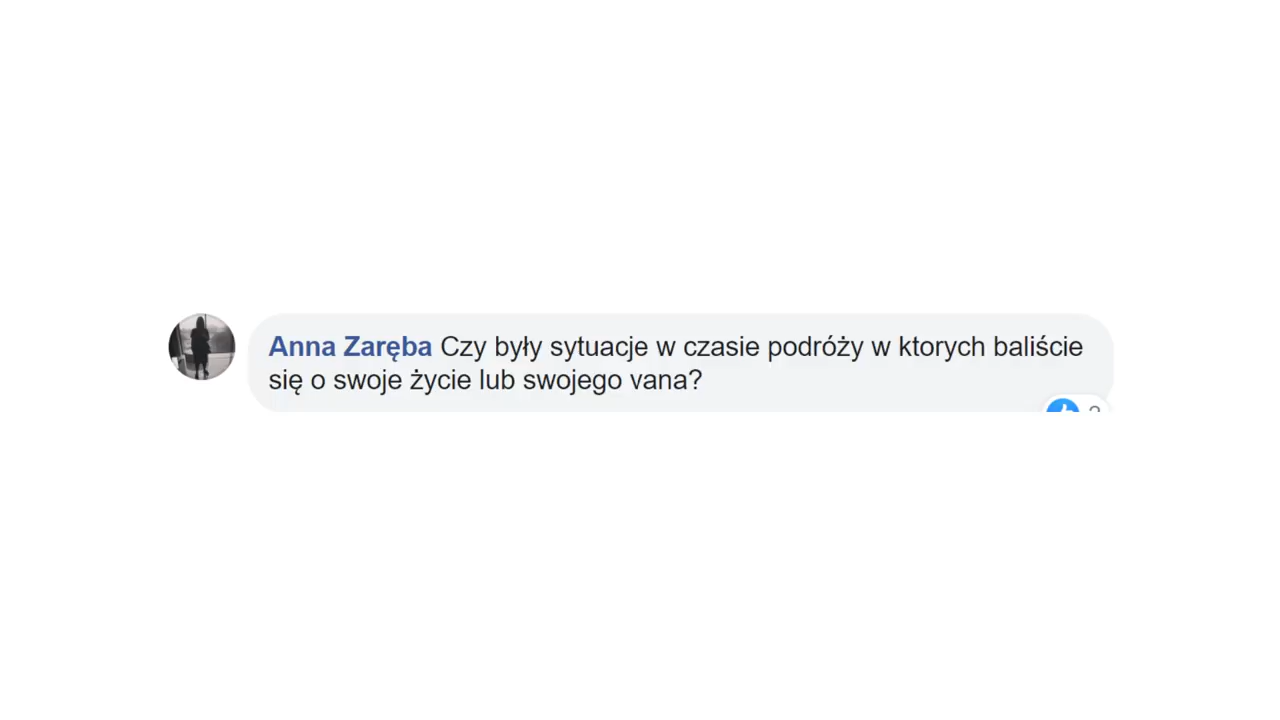 Anna Zaręba Czy były sytuacje w czasie podróży w ktorych baliście
się o swoje życie lub swojego vana?